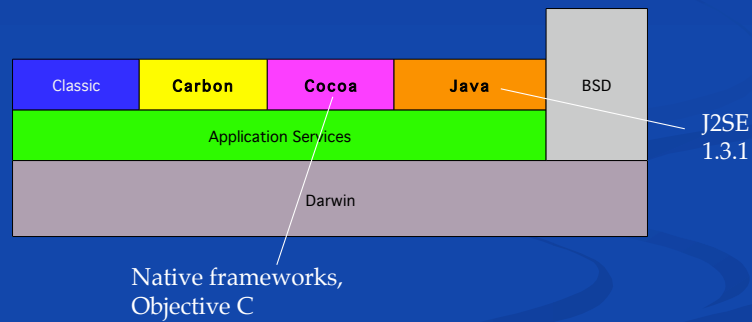 Classic
Carbon
Cocoa
Java
BSD
J2SE
1.3.1
Application Services
Darwin
Native frameworks,
Objective C